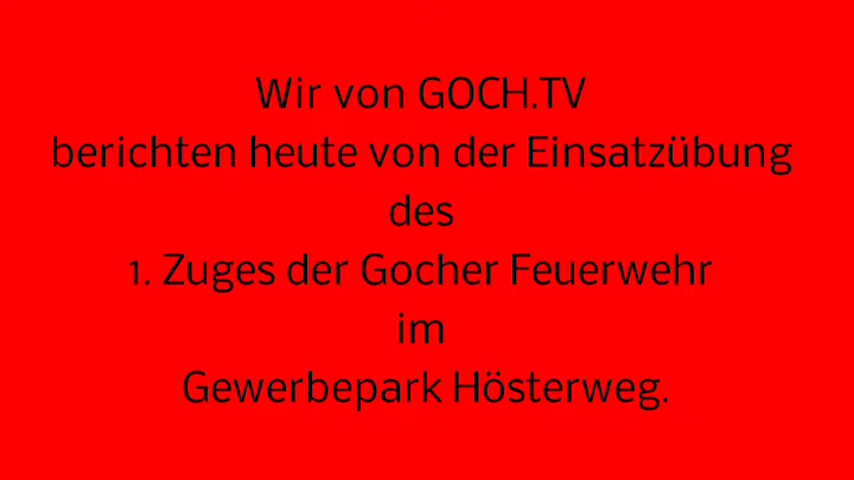 Wir von GOCH.TV
berichten heute von der Einsatzübung
des
1. Zuges der Gocher Feuerwehr
im
Gewerbepark Hösterweg.